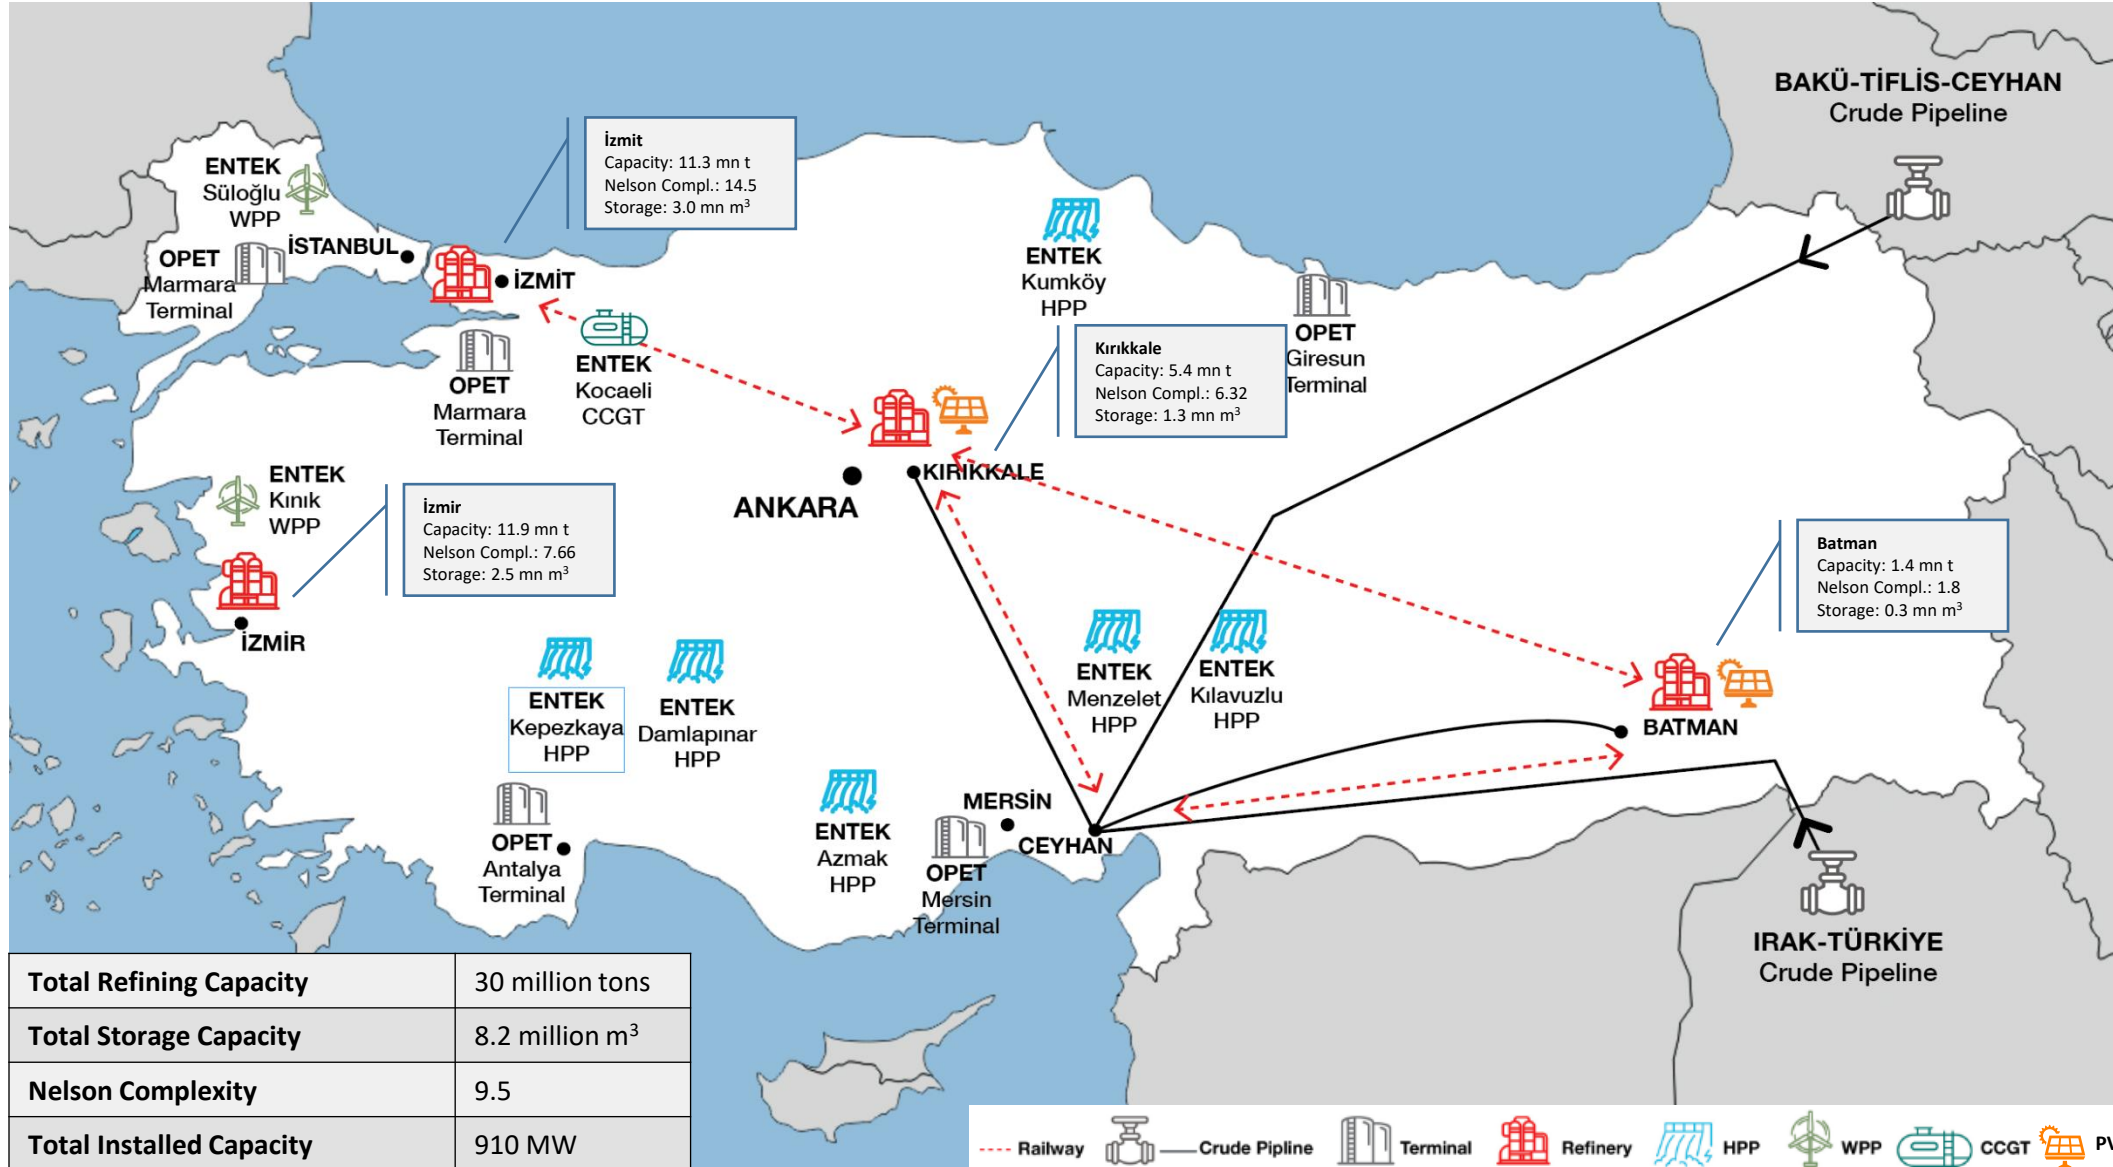 BAKÜ-TİFLİS-CEYHAN
Crude Pipeline
İzmit
Capacity: 11.3 mn t
Nelson Compl.: 14.5
Storage: 3.0 mn m³
ENTEK
Süloğlu
WPP
İSTANBUL
OPET
Marmara
Terminal
İZMİT
ENTEK
Kumköy
HPP
OPET
Giresun
Terminal
ENTEK
Kocaeli
CCGT
OPET
Marmara
Terminal
Kırıkkale
Capacity: 5.4 mn t
Nelson Compl.: 6.32
Storage: 1.3 mn m³
KIRIKKALE
ANKARA
ENTEK
Kınık
WPP
İzmir
Capacity: 11.9 mn t
Nelson Compl.: 7.66
Storage: 2.5 mn m³
İZMİR
Batman
Capacity: 1.4 mn t
Nelson Compl.: 1.8
Storage: 0.3 mn m³
BATMAN
ENTEK
Menzelet
HPP
ENTEK
Kılavuzlu
HPP
ENTEK
Kepezkaya
HPP
ENTEK
Damlapınar
HPP
OPET
Antalya
Terminal
ENTEK
Azmak
HPP
MERSİN
CEYHAN
OPET
Mersin
Terminal
IRAK-TÜRKİYE
Crude Pipeline
Total Refining Capacity 30 million tons
Total Storage Capacity 8.2 million m³
Nelson Complexity 9.5
Total Installed Capacity 910 MW
Railway Crude Pipline Terminal Refinery HPP WPP CCGT PV